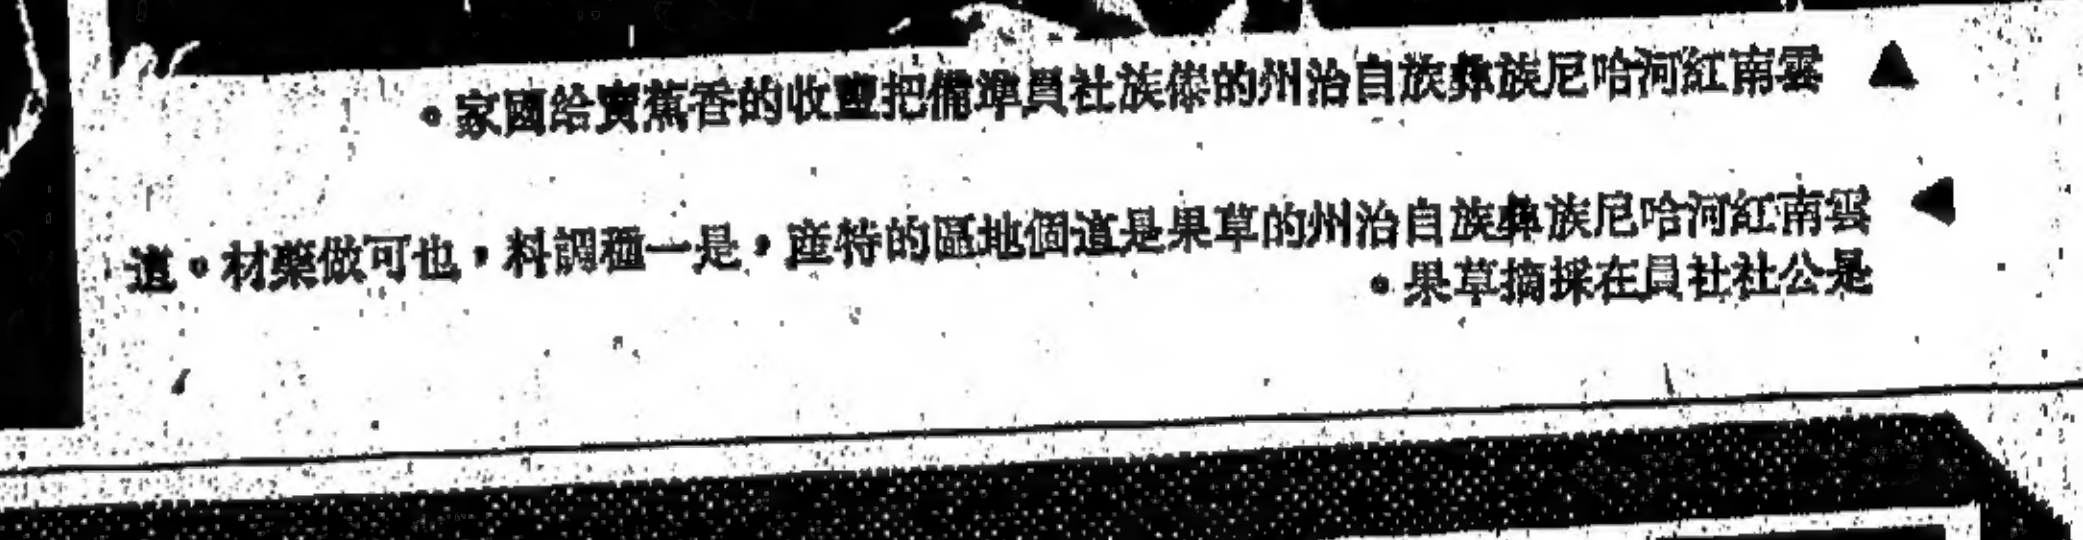 ▲ 雲南紅河哈尼族彝族自治州的傣族社員準備把豐收的香蕉賣給國家。
◀ 雲南紅河哈尼族彝族自治州的草果是這個地區的特産，是一種調料，也可做藥材。這
是公社社員在採摘草果。